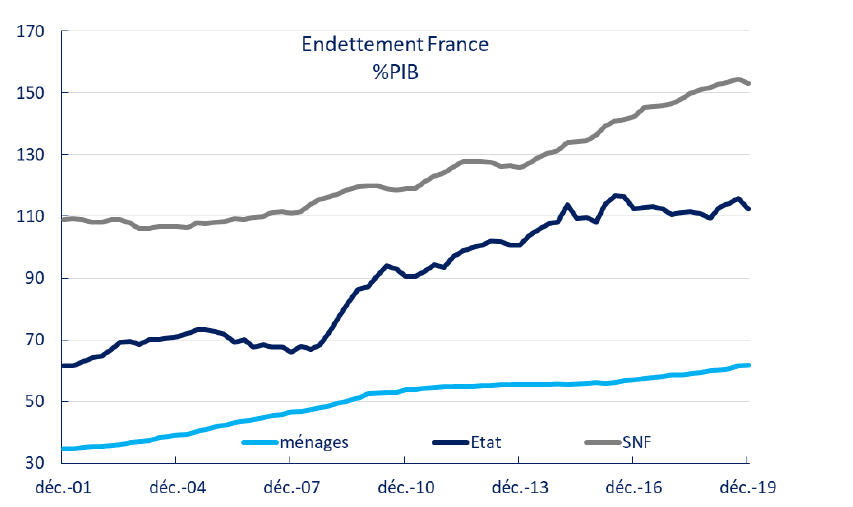 Endettement France
%PIB
170
150
130
110
90
70
50
30
ménages
Etat
SNF
déc.-01
déc.-04
déc.-07
déc.-10
déc.-13
déc.-16
déc.-19